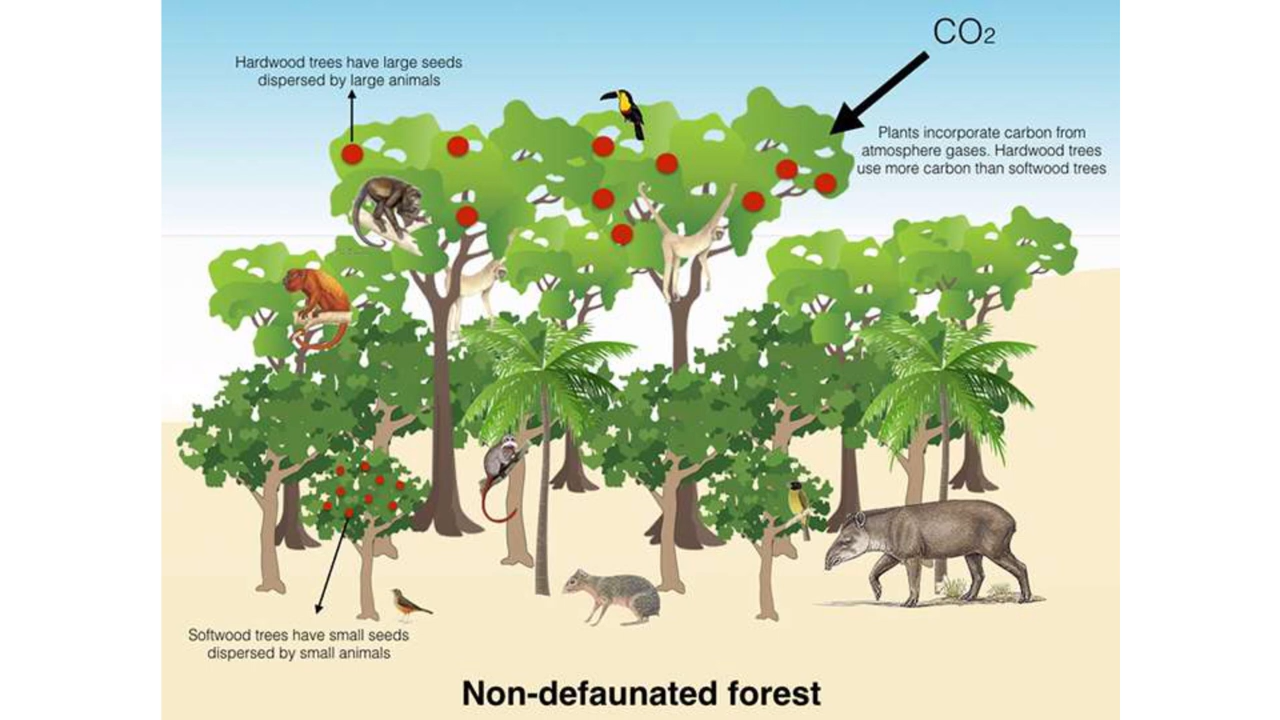 CO₂
Hardwood trees have large seeds
dispersed by large animals
Plants incorporate carbon from
atmosphere gases. Hardwood trees
use more carbon than softwood trees
Softwood trees have small seeds
dispersed by small animals
Non-defaunated forest